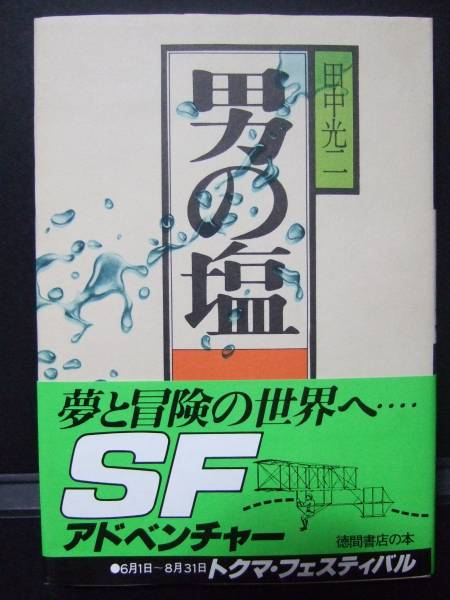 田中光二
男の塩
夢と冒険の世界へ‥‥
SF
アドベンチャー
徳間書店の本
●6月1日～8月31日 トクマ・フェスティバル